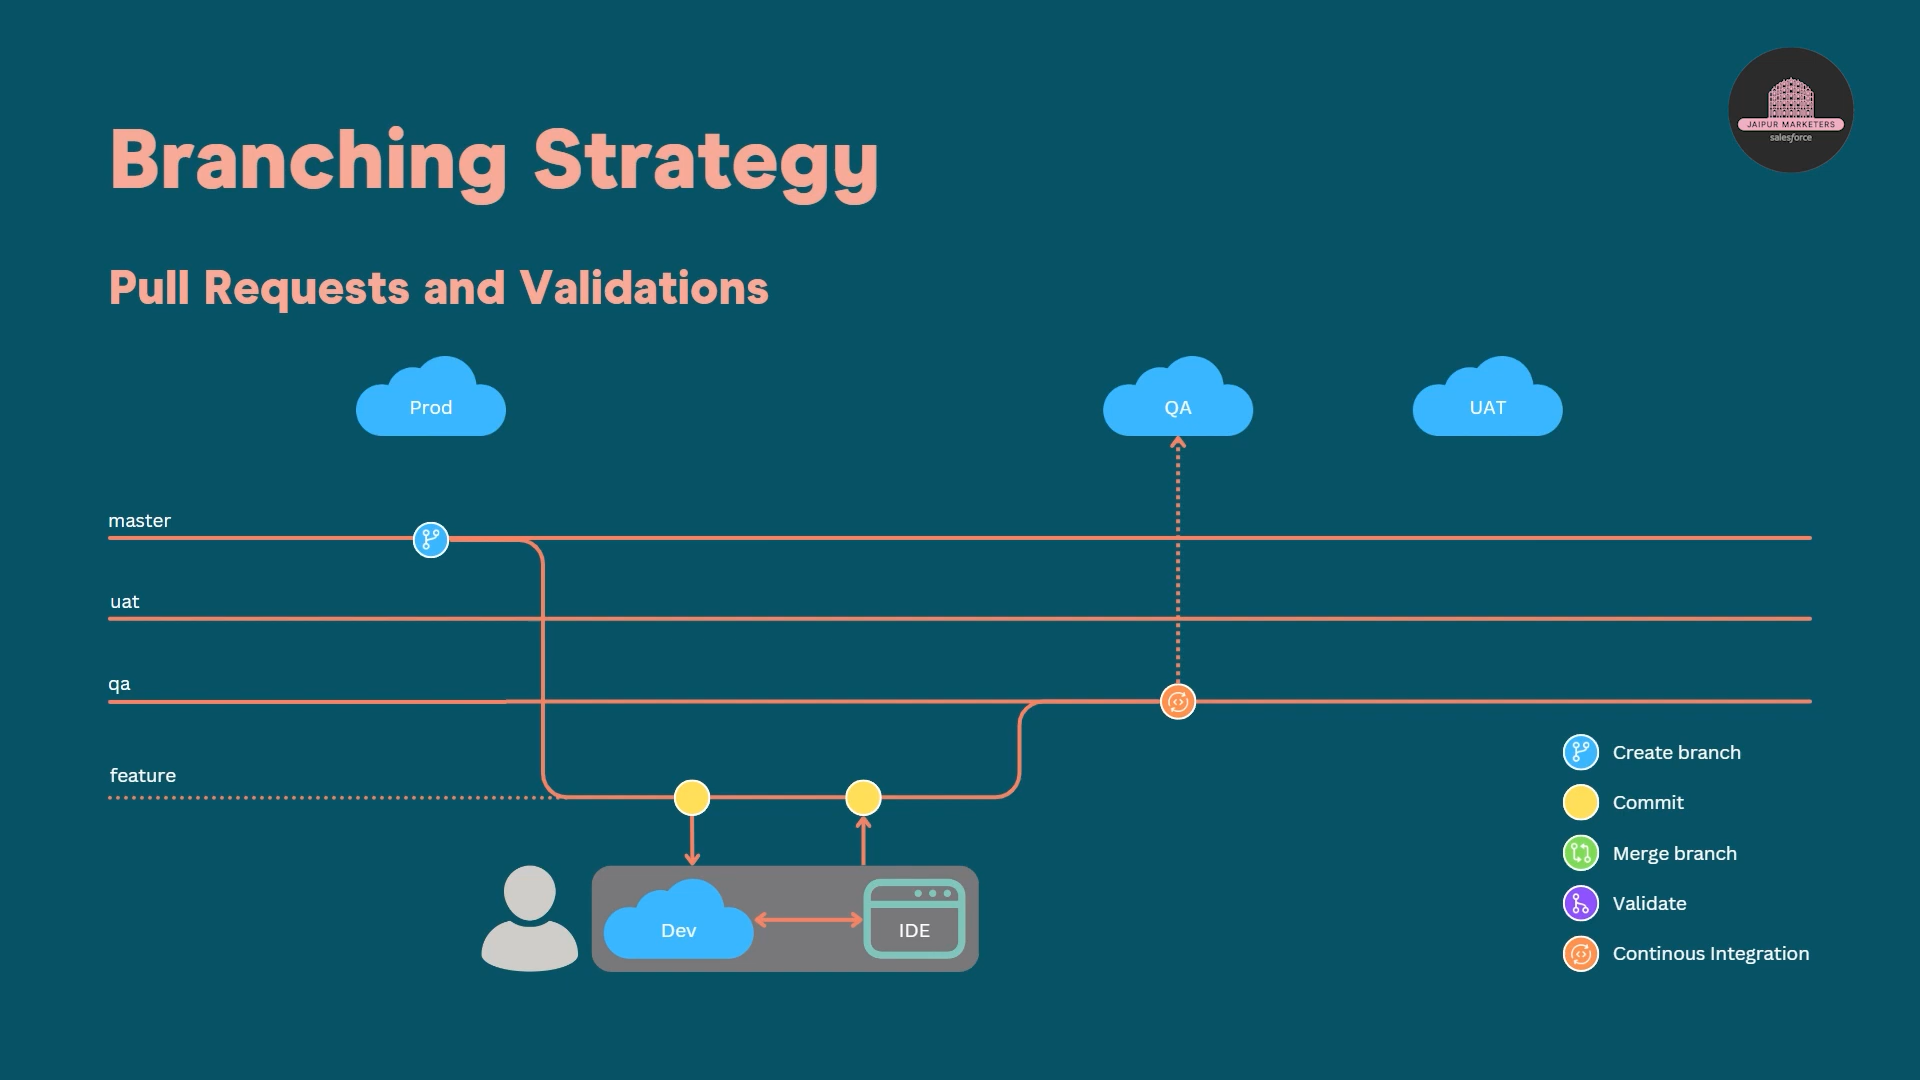 JAIPUR MARKETERS
salesforce
Branching Strategy
Pull Requests and Validations
Prod
QA
UAT
master
uat
qa
feature
Dev
IDE
Create branch
Commit
Merge branch
Validate
Continous Integration